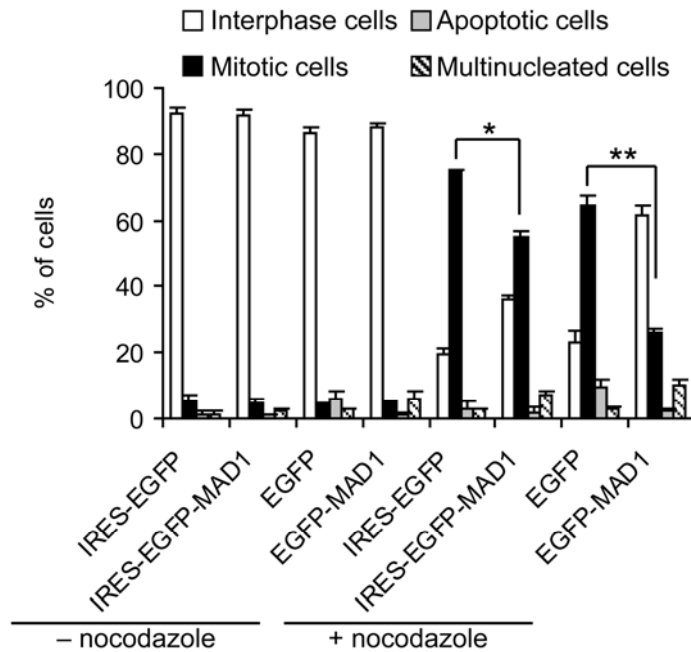 Interphase cells Apoptotic cells
Mitotic cells Multinucleated cells
% of cells
100
80
60
40
20
0
*
**
IRES-EGFP
IRES-EGFP-MAD1
EGFP
EGFP-MAD1
IRES-EGFP
IRES-EGFP-MAD1
EGFP
EGFP-MAD1
– nocodazole + nocodazole